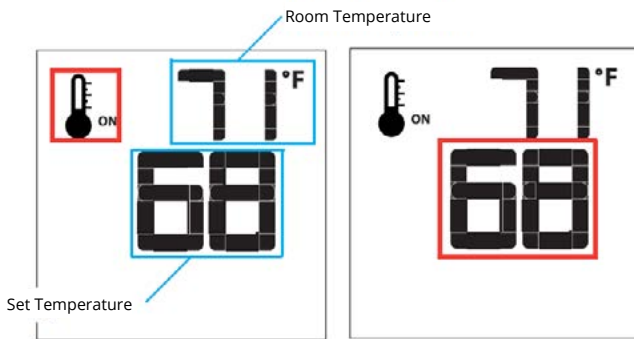 Room Temperature
71 °F
ON
68
Set Temperature
71 °F
ON
68